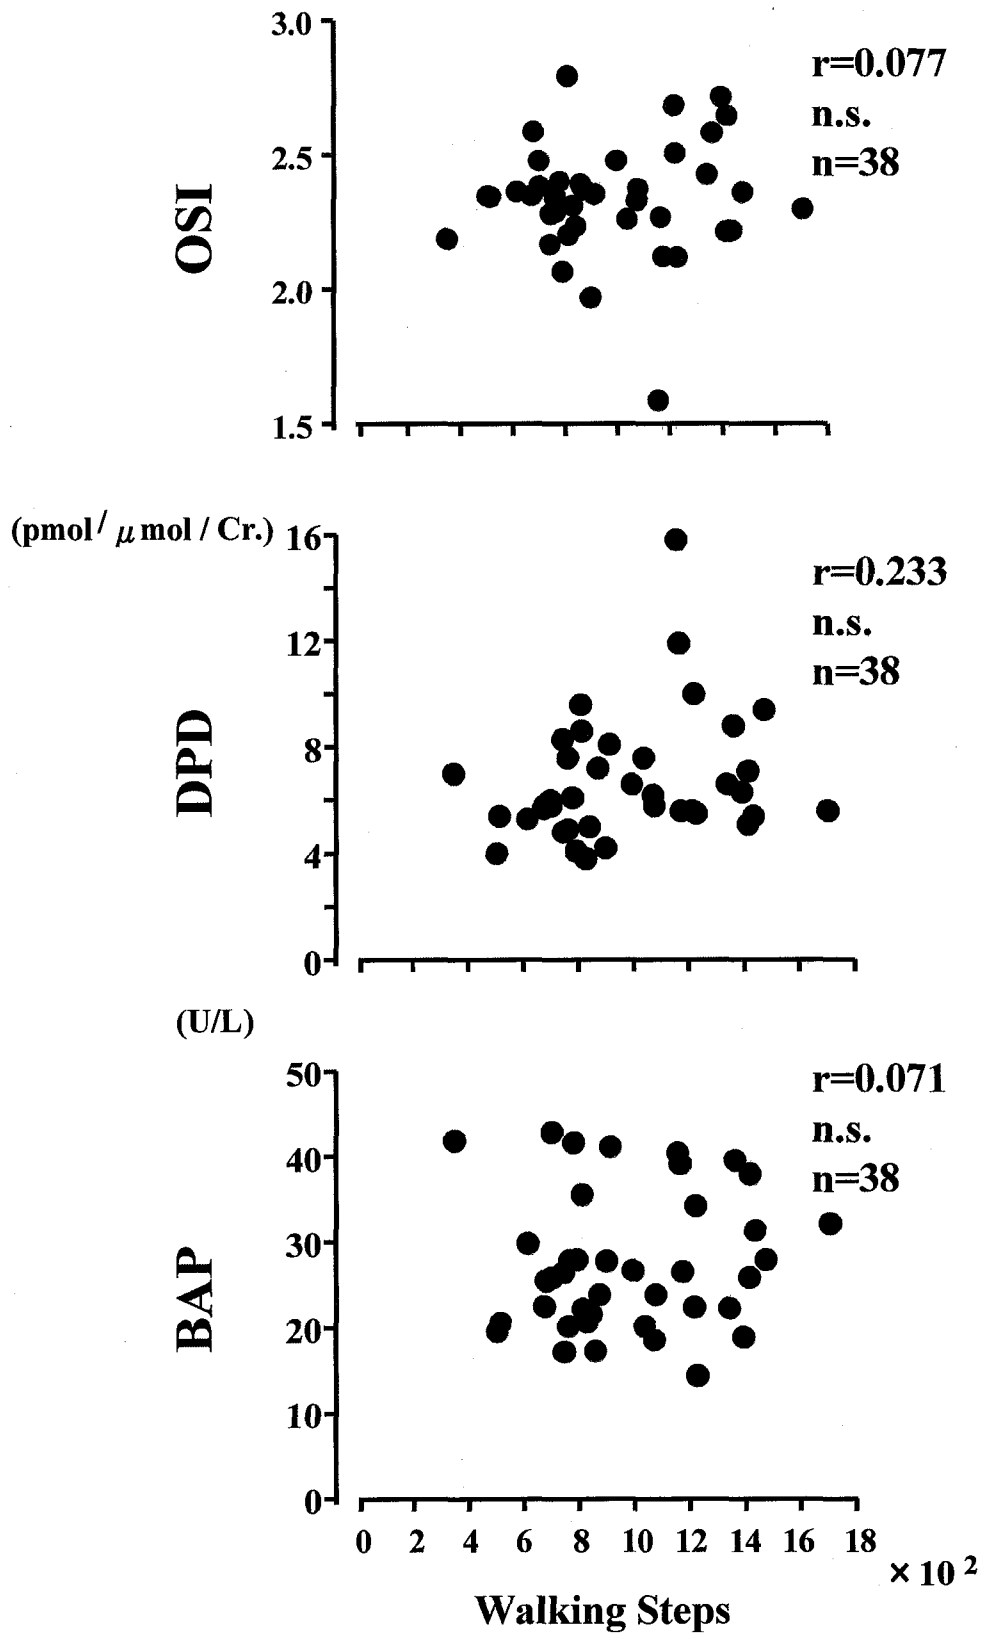 3.0
r=0.077
n.s.
2.5
n=38
OSI
2.0
1.5
(pmol/μmol/Cr.)
16
r=0.233
n.s.
12
n=38
DPD
8
4
0
(U/L)
50
r=0.071
n.s.
40
n=38
30
BAP
20
10
0
0 2 4 6 8 10 12 14 16 18
×10²
Walking Steps